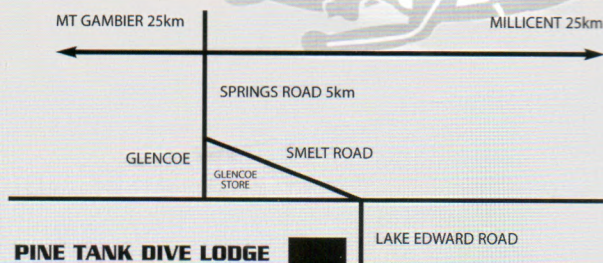 MT GAMBIER 25km
MILLICENT 25km
SPRINGS ROAD 5km
GLENCOE
SMELT ROAD
GLENCOE
STORE
LAKE EDWARD ROAD
PINE TANK DIVE LODGE